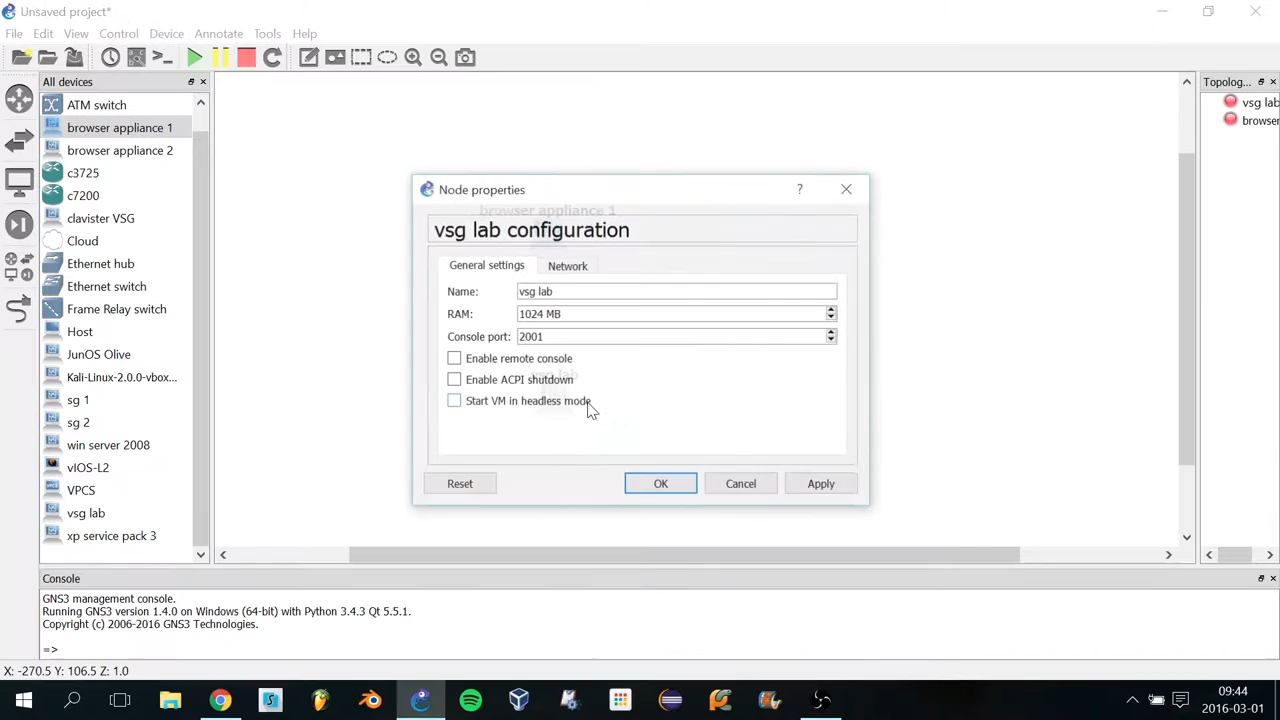 Unsaved project*
File Edit View Control Device Annotate Tools Help
All devices
ATM switch
browser appliance 1
browser appliance 2
c3725
c7200
clavister VSG
Cloud
Ethernet hub
Ethernet switch
Frame Relay switch
Host
JunOS Olive
Kali-Linux-2.0.0-vbox...
sg 1
sg 2
win server 2008
vIOS-L2
VPCS
vsg lab
xp service pack 3
Node properties
browser appliance 1
vsg lab configuration
General settings Network
Name: vsg lab
RAM: 1024 MB
Console port: 2001
Enable remote console
vsg lab
Enable ACPI shutdown
Start VM in headless mode
Reset OK Cancel Apply
Topolog...
vsg lab
browser
Console
GNS3 management console.
Running GNS3 version 1.4.0 on Windows (64-bit) with Python 3.4.3 Qt 5.5.1.
Copyright (c) 2006-2016 GNS3 Technologies.
=>
X: -270.5 Y: 106.5 Z: 1.0
09:44
2016-03-01